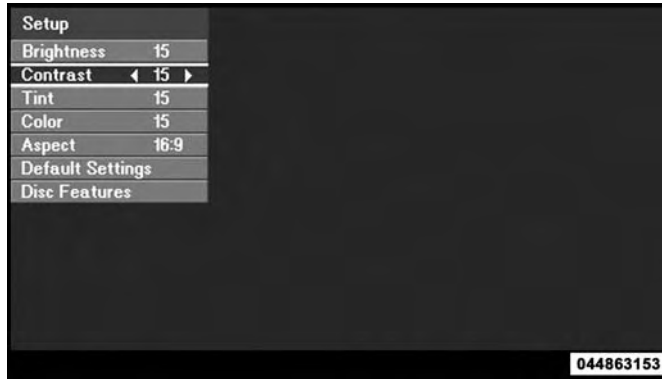 Setup
Brightness 15
Contrast 15
Tint 15
Color 15
Aspect 16:9
Default Settings
Disc Features
044863153